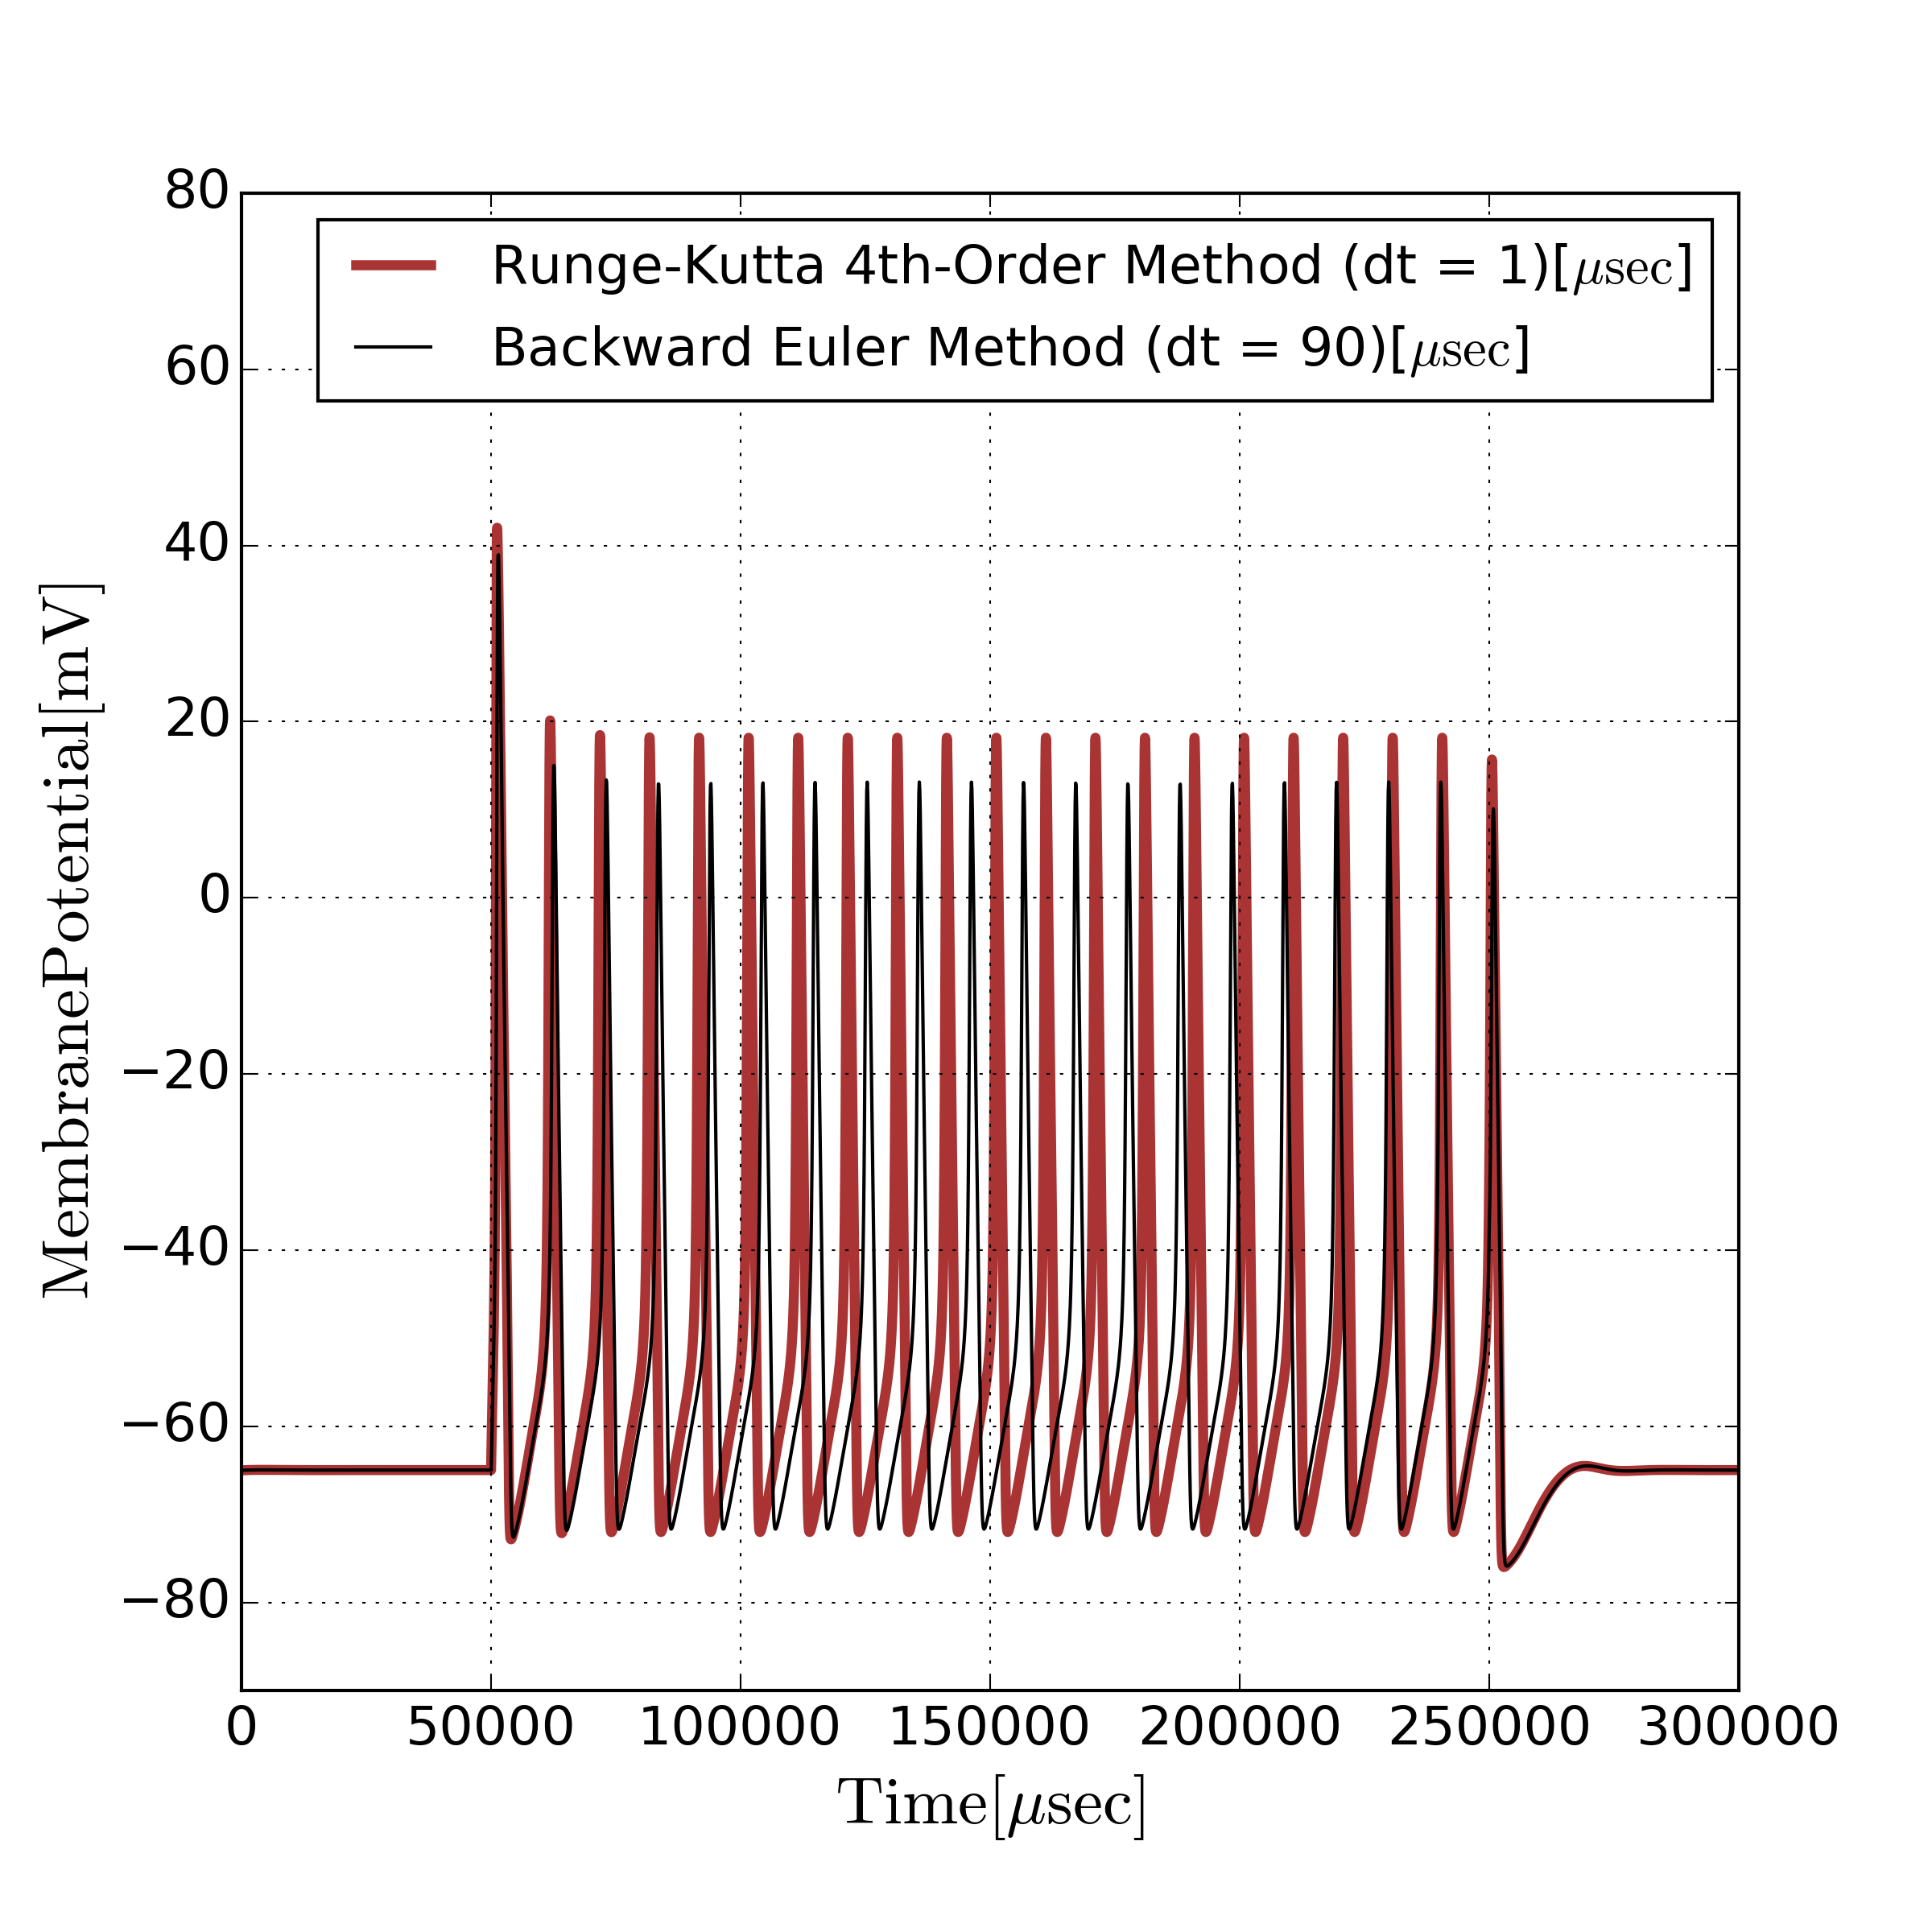 80
Runge-Kutta 4th-Order Method (dt = 1)[μsec]
Backward Euler Method (dt = 90)[μsec]
60
40
20
0
−20
−40
−60
−80
MembranePotential[mV]
0 50000 100000 150000 200000 250000 300000
Time[μsec]